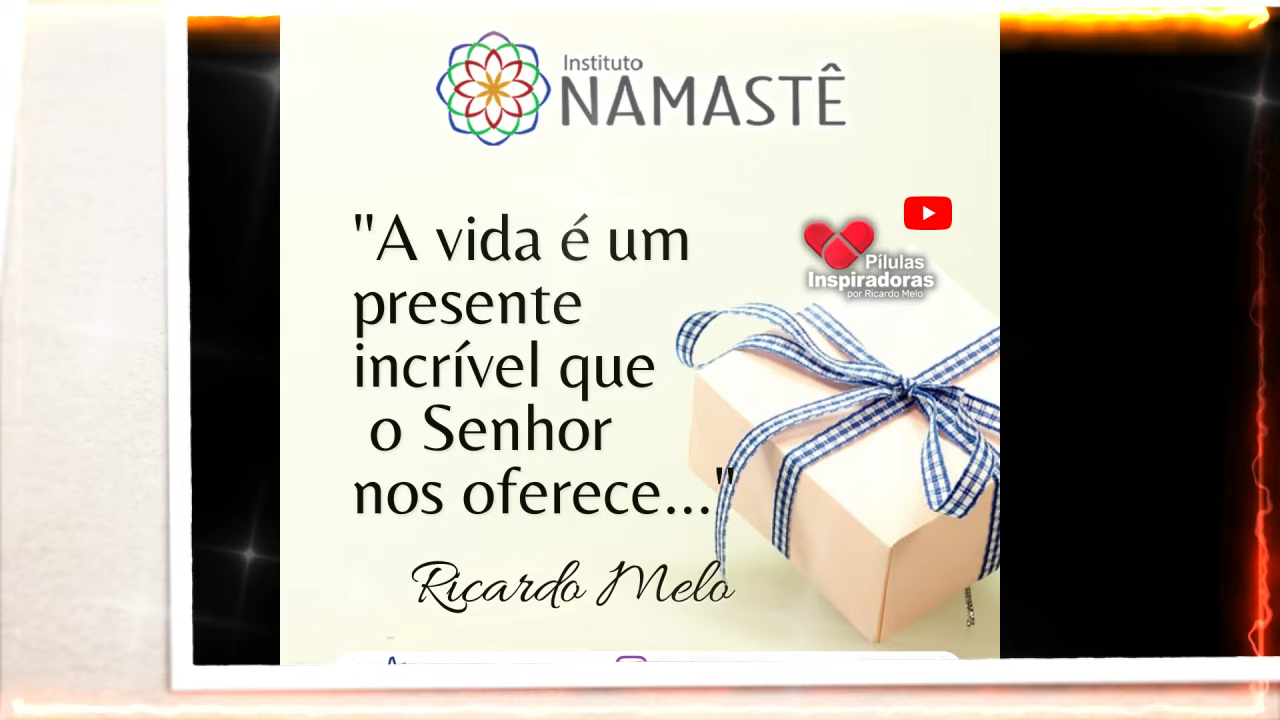 Instituto
NAMASTÊ
"A vida é um
presente
incrível que
o Senhor
nos oferece..."
Pílulas
Inspiradoras
por Ricardo Melo
Ricardo Melo